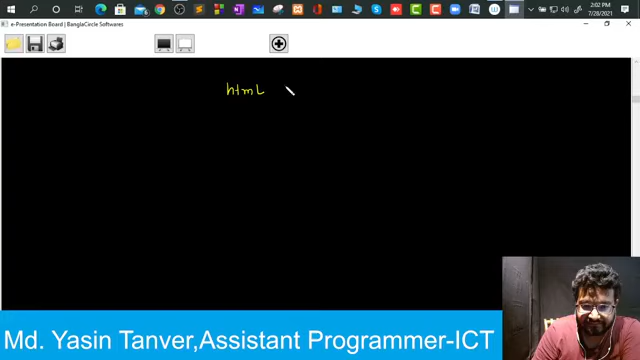 2:02 PM
7/28/2021
e-Presentation Board | BanglaCircle Softwares
html
Md. Yasin Tanver,Assistant Programmer-ICT